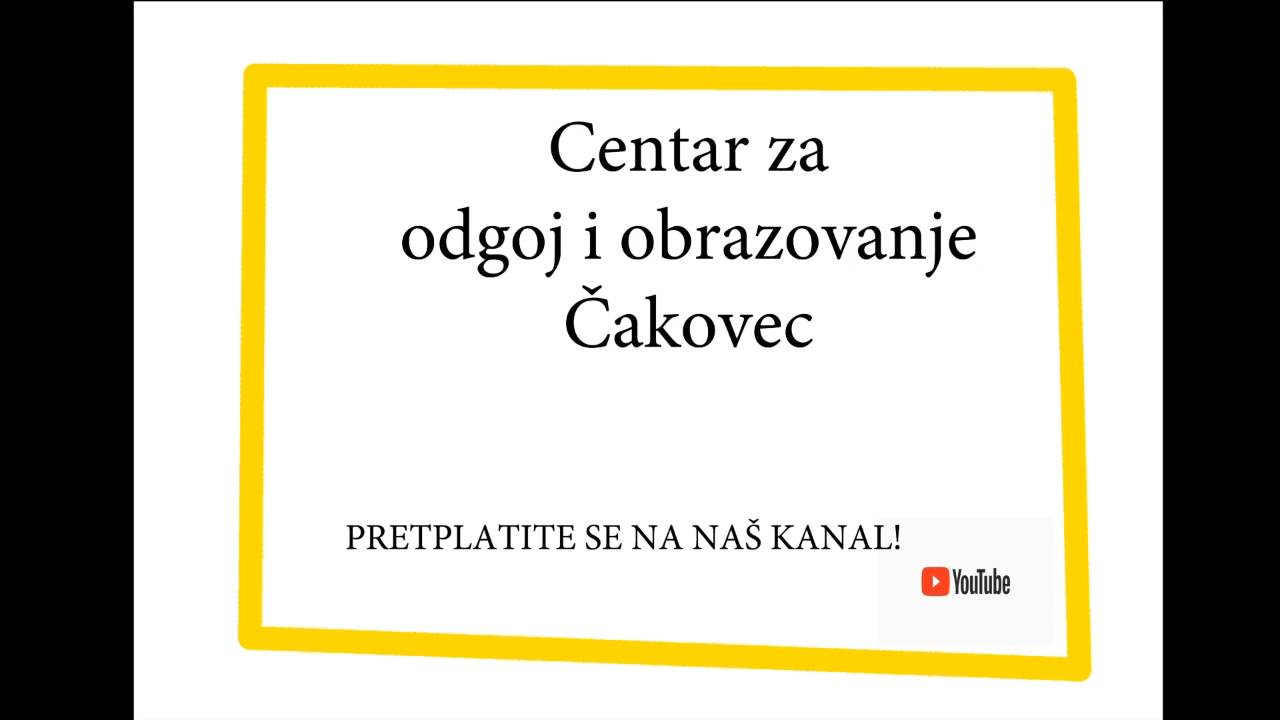 Centar za
odgoj i obrazovanje
Čakovec
PRETPLATITE SE NA NAŠ KANAL!
YouTube